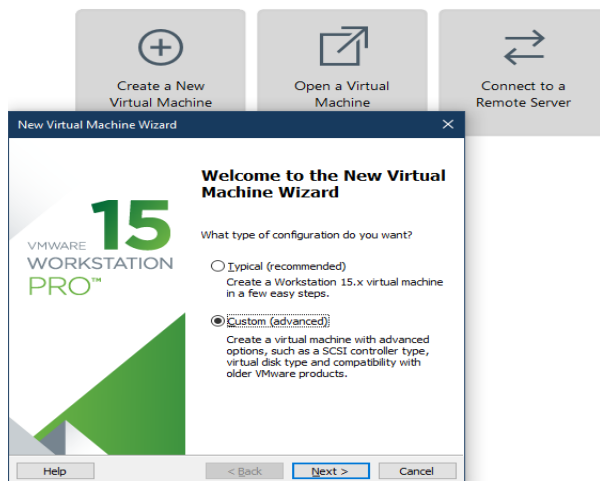 Create a New
Virtual Machine
Open a Virtual
Machine
Connect to a
Remote Server
New Virtual Machine Wizard
Welcome to the New Virtual
Machine Wizard
VMWARE 15
WORKSTATION
PRO™
What type of configuration do you want?
Typical (recommended)
Create a Workstation 15.x virtual machine
in a few easy steps.
Custom (advanced)
Create a virtual machine with advanced
options, such as a SCSI controller type,
virtual disk type and compatibility with
older VMware products.
Help
< Back
Next >
Cancel